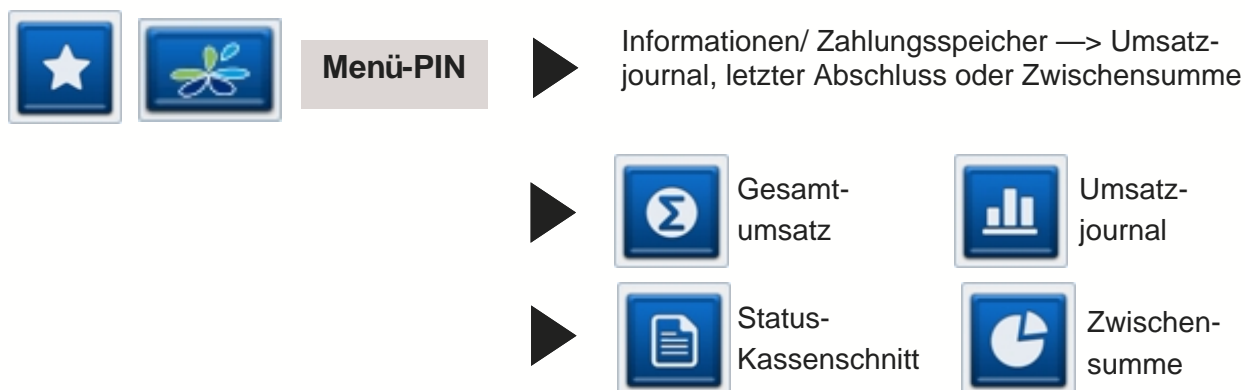 Menü-PIN
Informationen/ Zahlungsspeicher —> Umsatz-
journal, letzter Abschluss oder Zwischensumme
Gesamt-
umsatz
Umsatz-
journal
Status-
Kassenschnitt
Zwischen-
summe